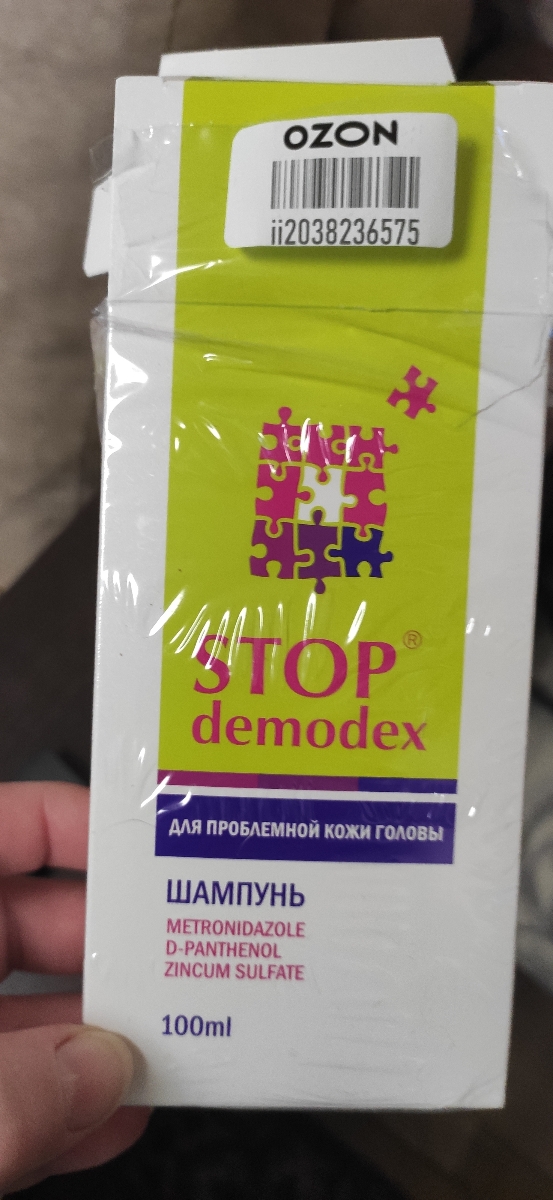 OZON
ii2038236575
STOP®
demodex
ДЛЯ ПРОБЛЕМНОЙ КОЖИ ГОЛОВЫ
ШАМПУНЬ
METRONIDAZOLE
D-PANTHENOL
ZINCUM SULFATE
100ml